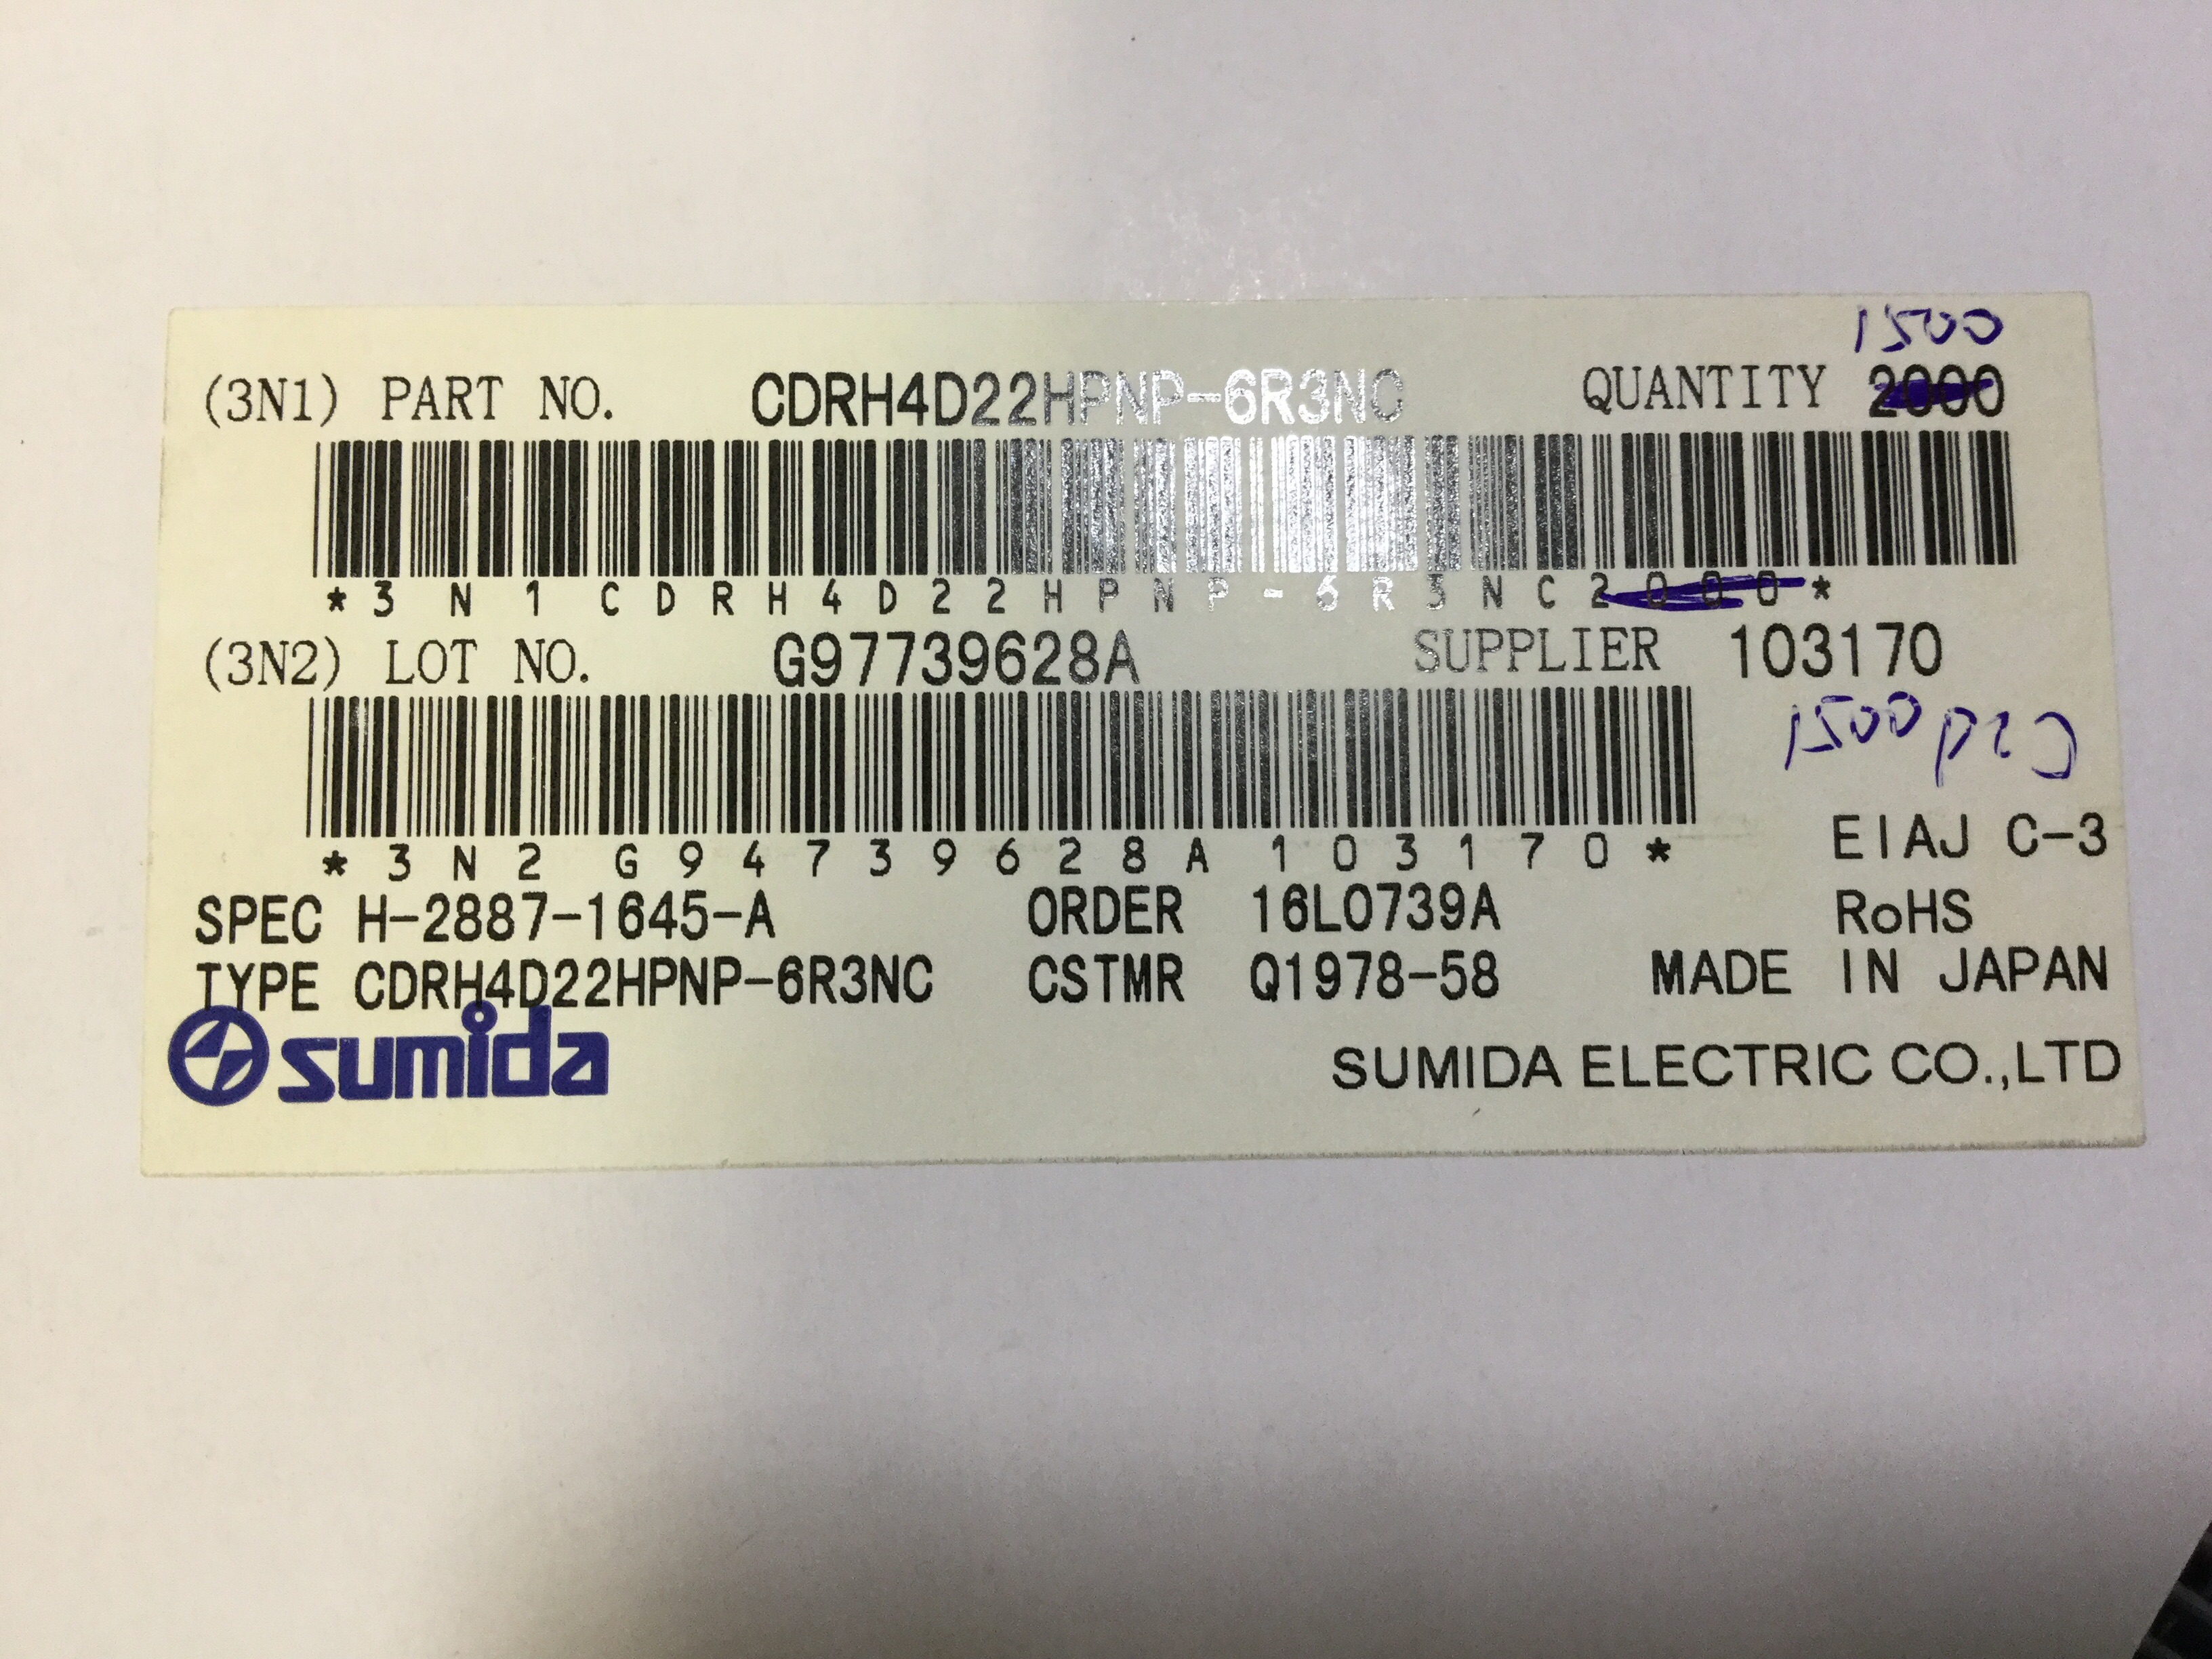 1500
(3N1) PART NO. CDRH4D22HPNP-6R3NC QUANTITY 2000
*3N1CDRH4D22HPNP-6R3NC2000*
(3N2) LOT NO. G97739628A SUPPLIER 103170
1500 pcs
*3N2 G94739628A 103170*
EIAJ C-3
SPEC H-2887-1645-A ORDER 16L0739A RoHS
TYPE CDRH4D22HPNP-6R3NC CSTMR Q1978-58 MADE IN JAPAN
sumida SUMIDA ELECTRIC CO.,LTD